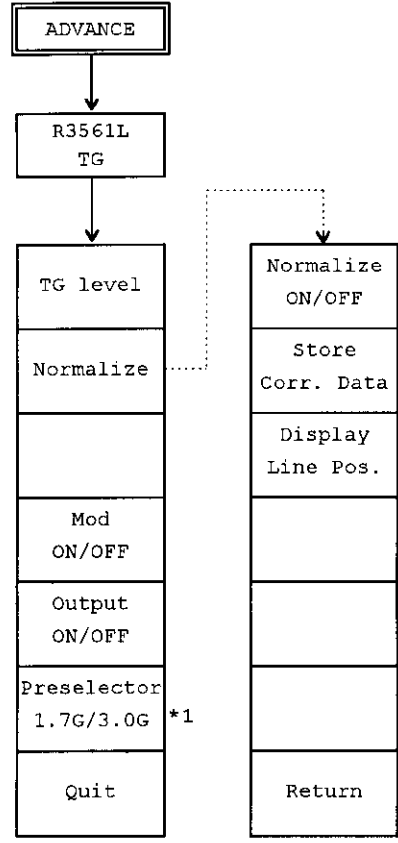 ADVANCE
R3561L
TG
TG level
Normalize
Mod
ON/OFF
Output
ON/OFF
Preselector
1.7G/3.0G *1
Quit
Normalize
ON/OFF
Store
Corr. Data
Display
Line Pos.
Return